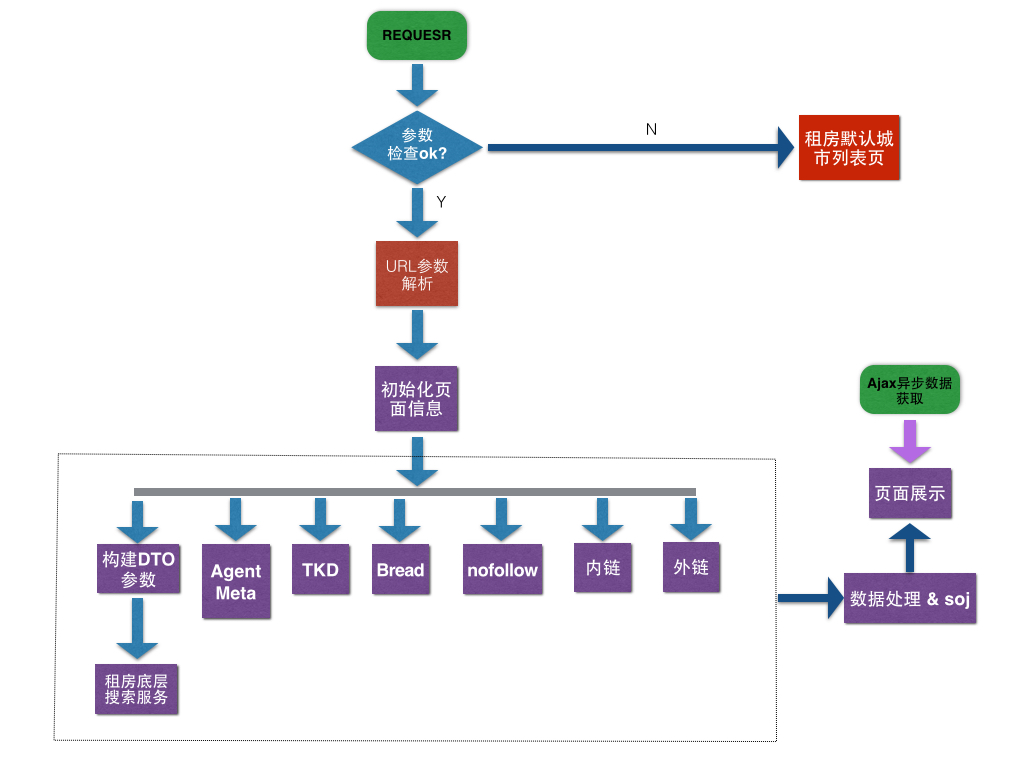 REQUESR
参数
检查ok?
N
租房默认城
市列表页
Y
URL参数
解析
初始化页
面信息
Ajax异步数据
获取
页面展示
构建DTO
参数
Agent
Meta
TKD
Bread
nofollow
内链
外链
数据处理 & soj
租房底层
搜索服务